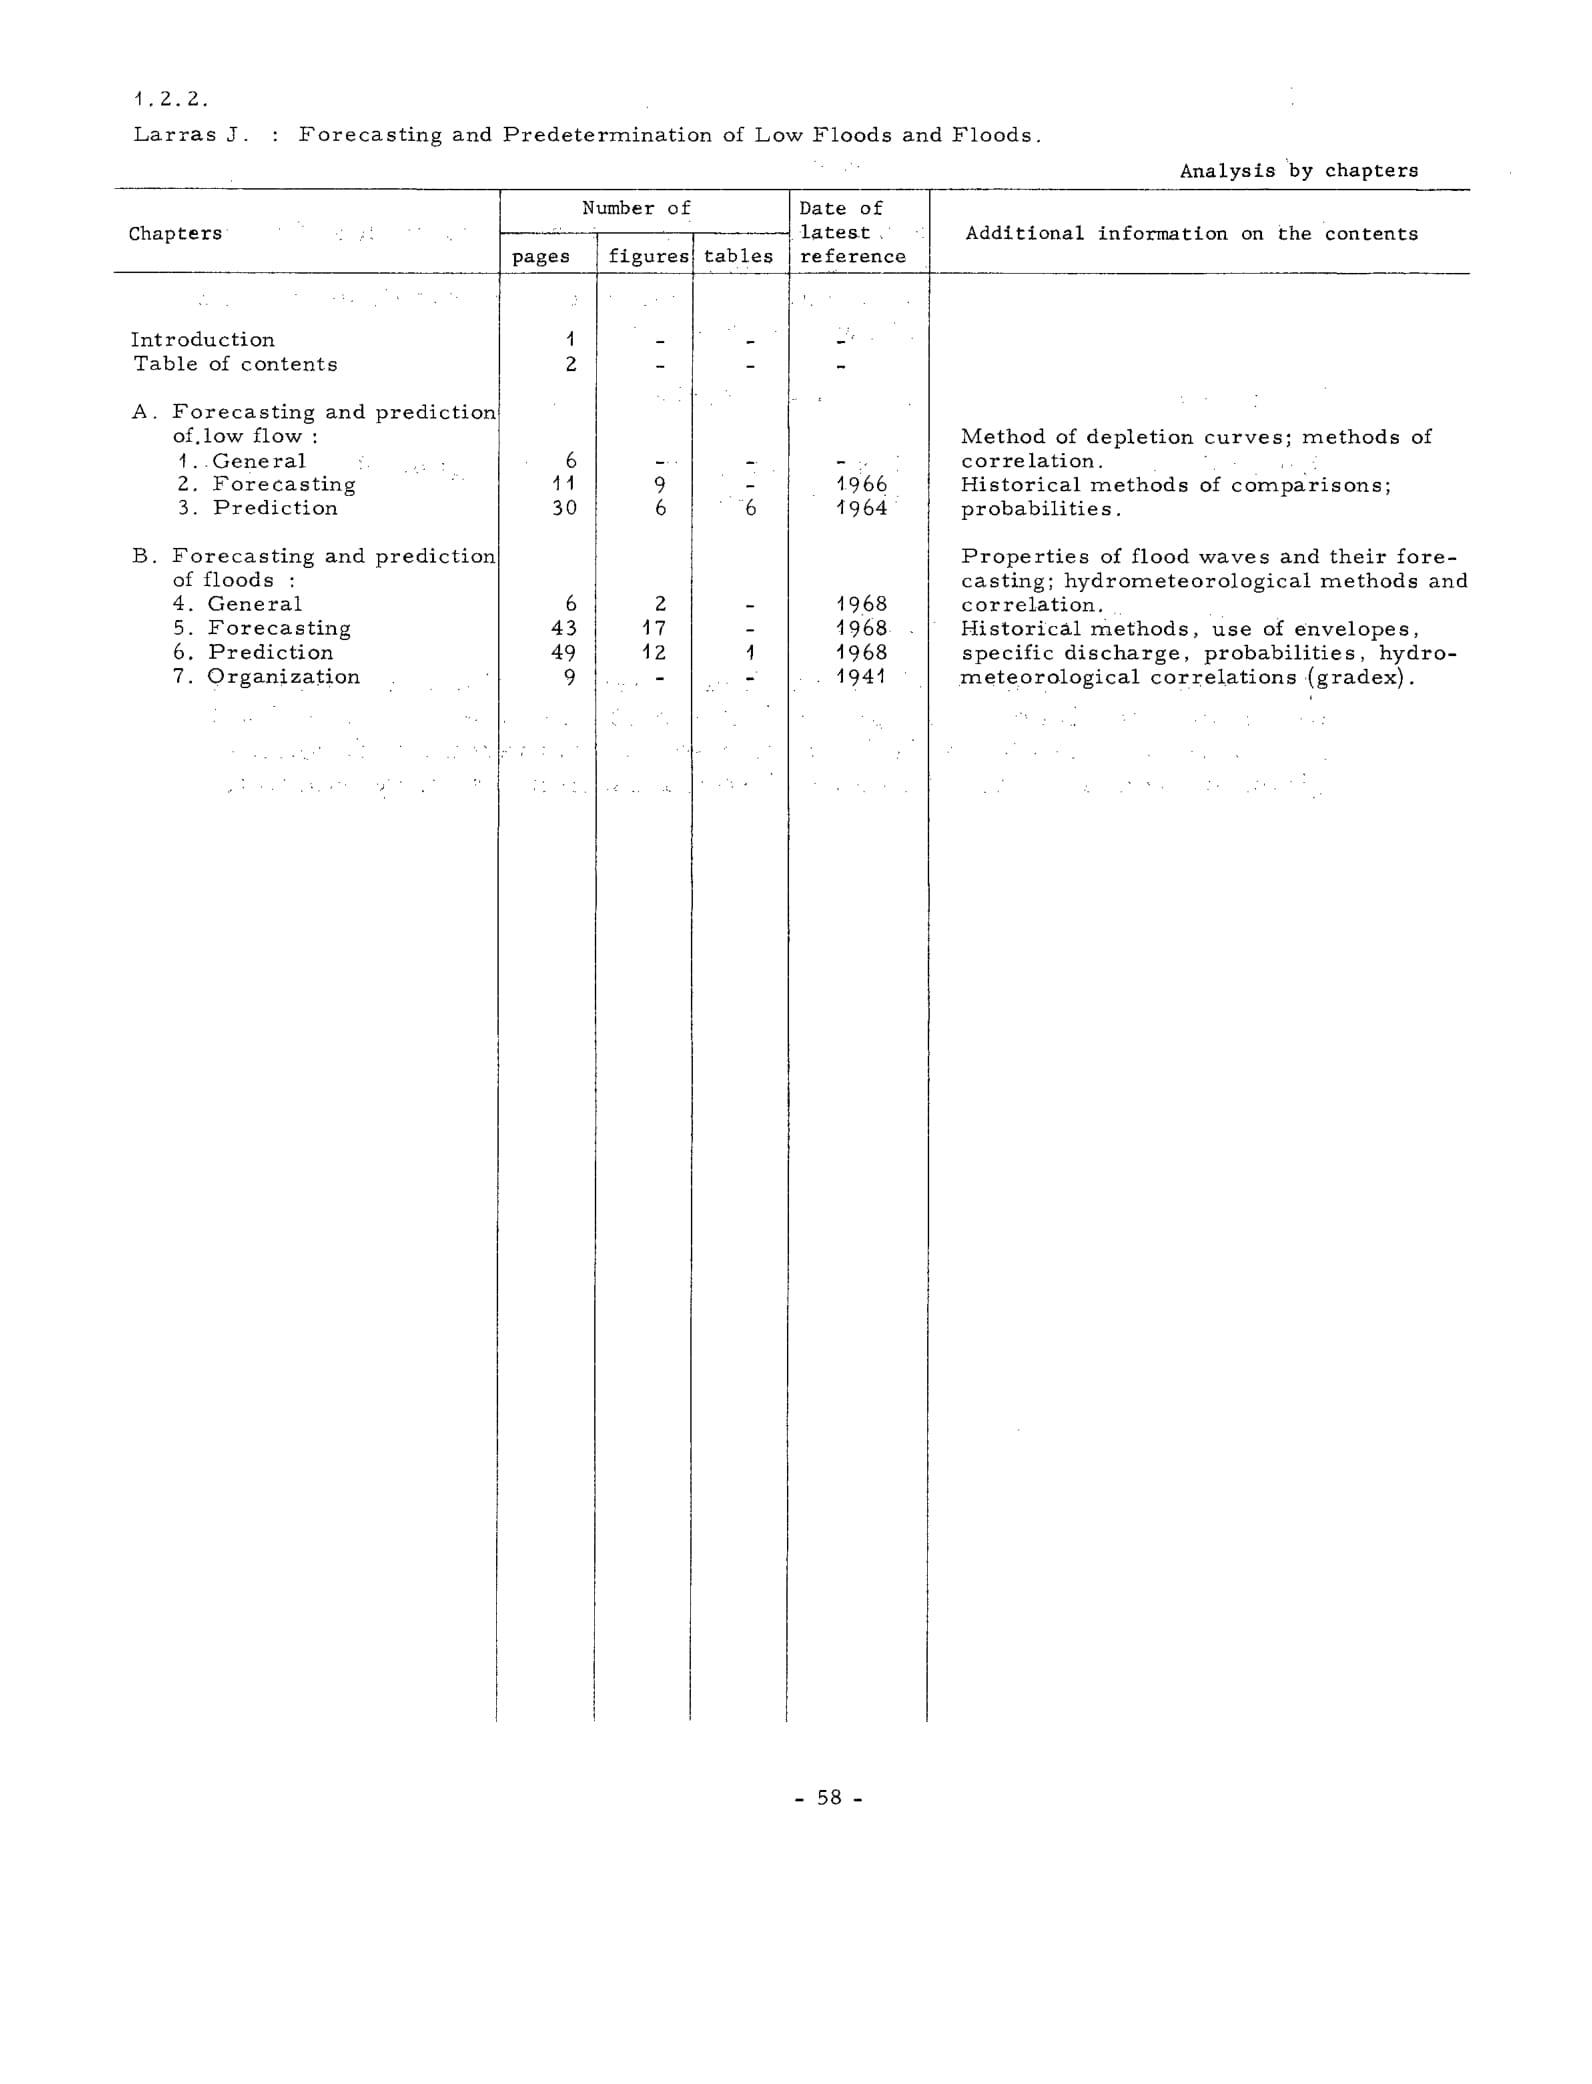 1.2.2.
Larras J. : Forecasting and Predetermination of Low Floods and Floods.
Analysis by chapters
Chapters
Number of
pages figures tables
Date of
latest
reference
Additional information on the contents
Introduction 1 - - -
Table of contents 2 - - -
A. Forecasting and prediction
of low flow : Method of depletion curves; methods of
1. General 6 - - - correlation.
2. Forecasting 11 9 - 1966 Historical methods of comparisons;
3. Prediction 30 6 6 1964 probabilities.
B. Forecasting and prediction Properties of flood waves and their fore-
of floods : casting; hydrometeorological methods and
4. General 6 2 - 1968 correlation.
5. Forecasting 43 17 - 1968 Historical methods, use of envelopes,
6. Prediction 49 12 1 1968 specific discharge, probabilities, hydro-
7. Organization 9 - - 1941 meteorological correlations (gradex).
- 58 -